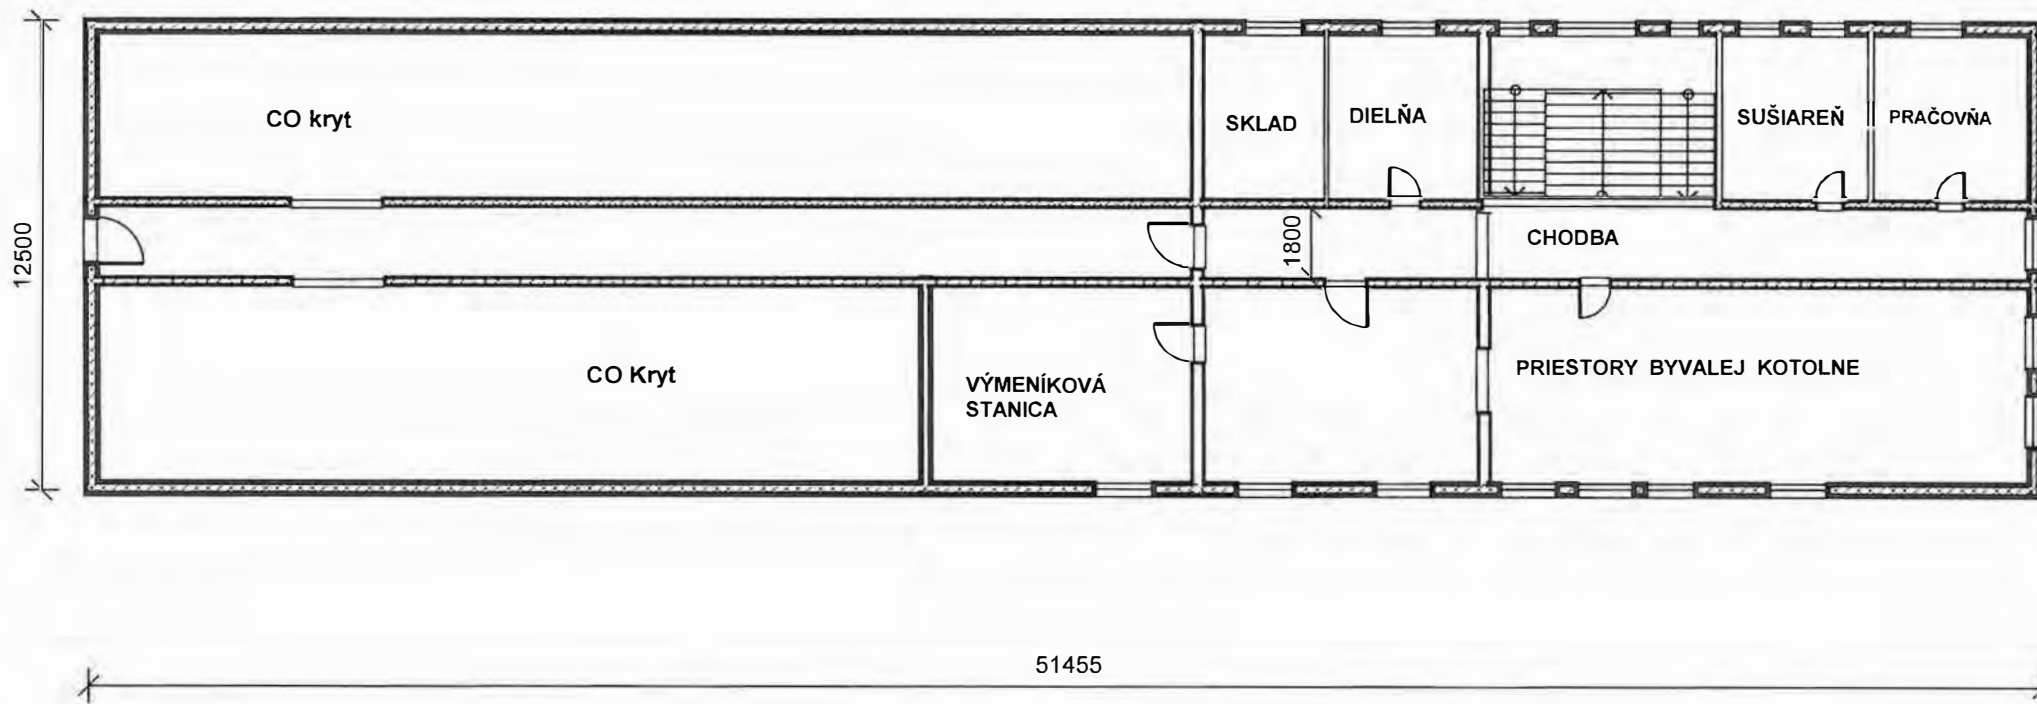 CO kryt
SKLAD
DIELŇA
SUŠIAREŇ
PRAČOVŇA
12500
1800
CHODBA
CO Kryt
VÝMENÍKOVÁ
STANICA
PRIESTORY BYVALEJ KOTOLNE
51455